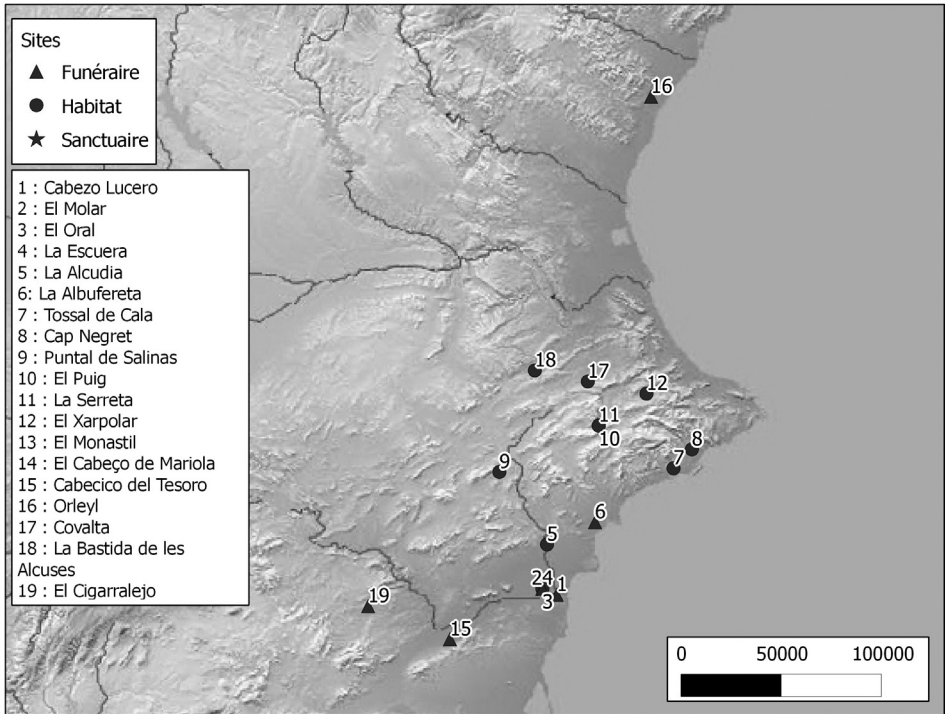 Sites
Funéraire
Habitat
Sanctuaire
1 : Cabezo Lucero
2 : El Molar
3 : El Oral
4 : La Escuera
5 : La Alcudia
6: La Albufereta
7 : Tossal de Cala
8 : Cap Negret
9 : Puntal de Salinas
10 : El Puig
11 : La Serreta
12 : El Xarpolar
13 : El Monastil
14 : El Cabeço de Mariola
15 : Cabecico del Tesoro
16 : Orleyl
17 : Covalta
18 : La Bastida de les
Alcuses
19 : El Cigarralejo
16
18
17
12
11
10
8
7
9
6
5
24
1
3
19
15
0 50000 100000